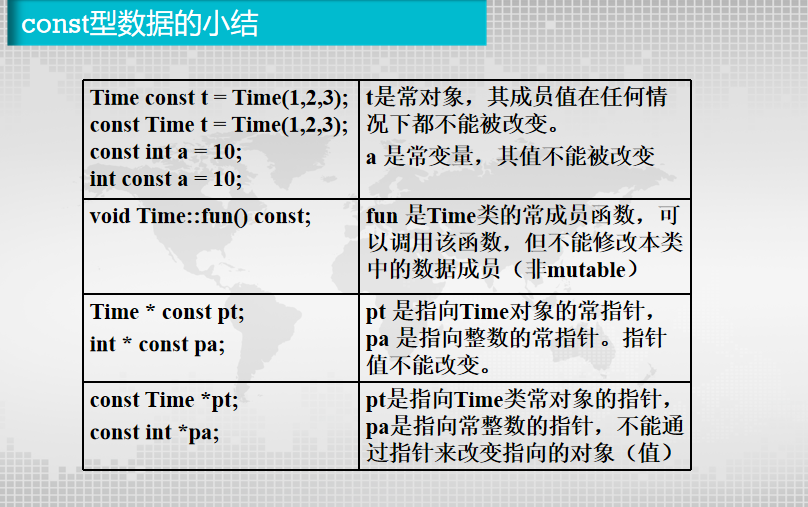 const型数据的小结
Time const t = Time(1,2,3);
const Time t = Time(1,2,3);
const int a = 10;
int const a = 10;
t是常对象，其成员值在任何情
况下都不能被改变。
a 是常变量，其值不能被改变
void Time::fun() const;
fun 是Time类的常成员函数，可
以调用该函数，但不能修改本类
中的数据成员（非mutable）
Time * const pt;
int * const pa;
pt 是指向Time对象的常指针，
pa 是指向整数的常指针。指针
值不能改变。
const Time *pt;
const int *pa;
pt是指向Time类常对象的指针，
pa是指向常整数的指针，不能通
过指针来改变指向的对象（值）